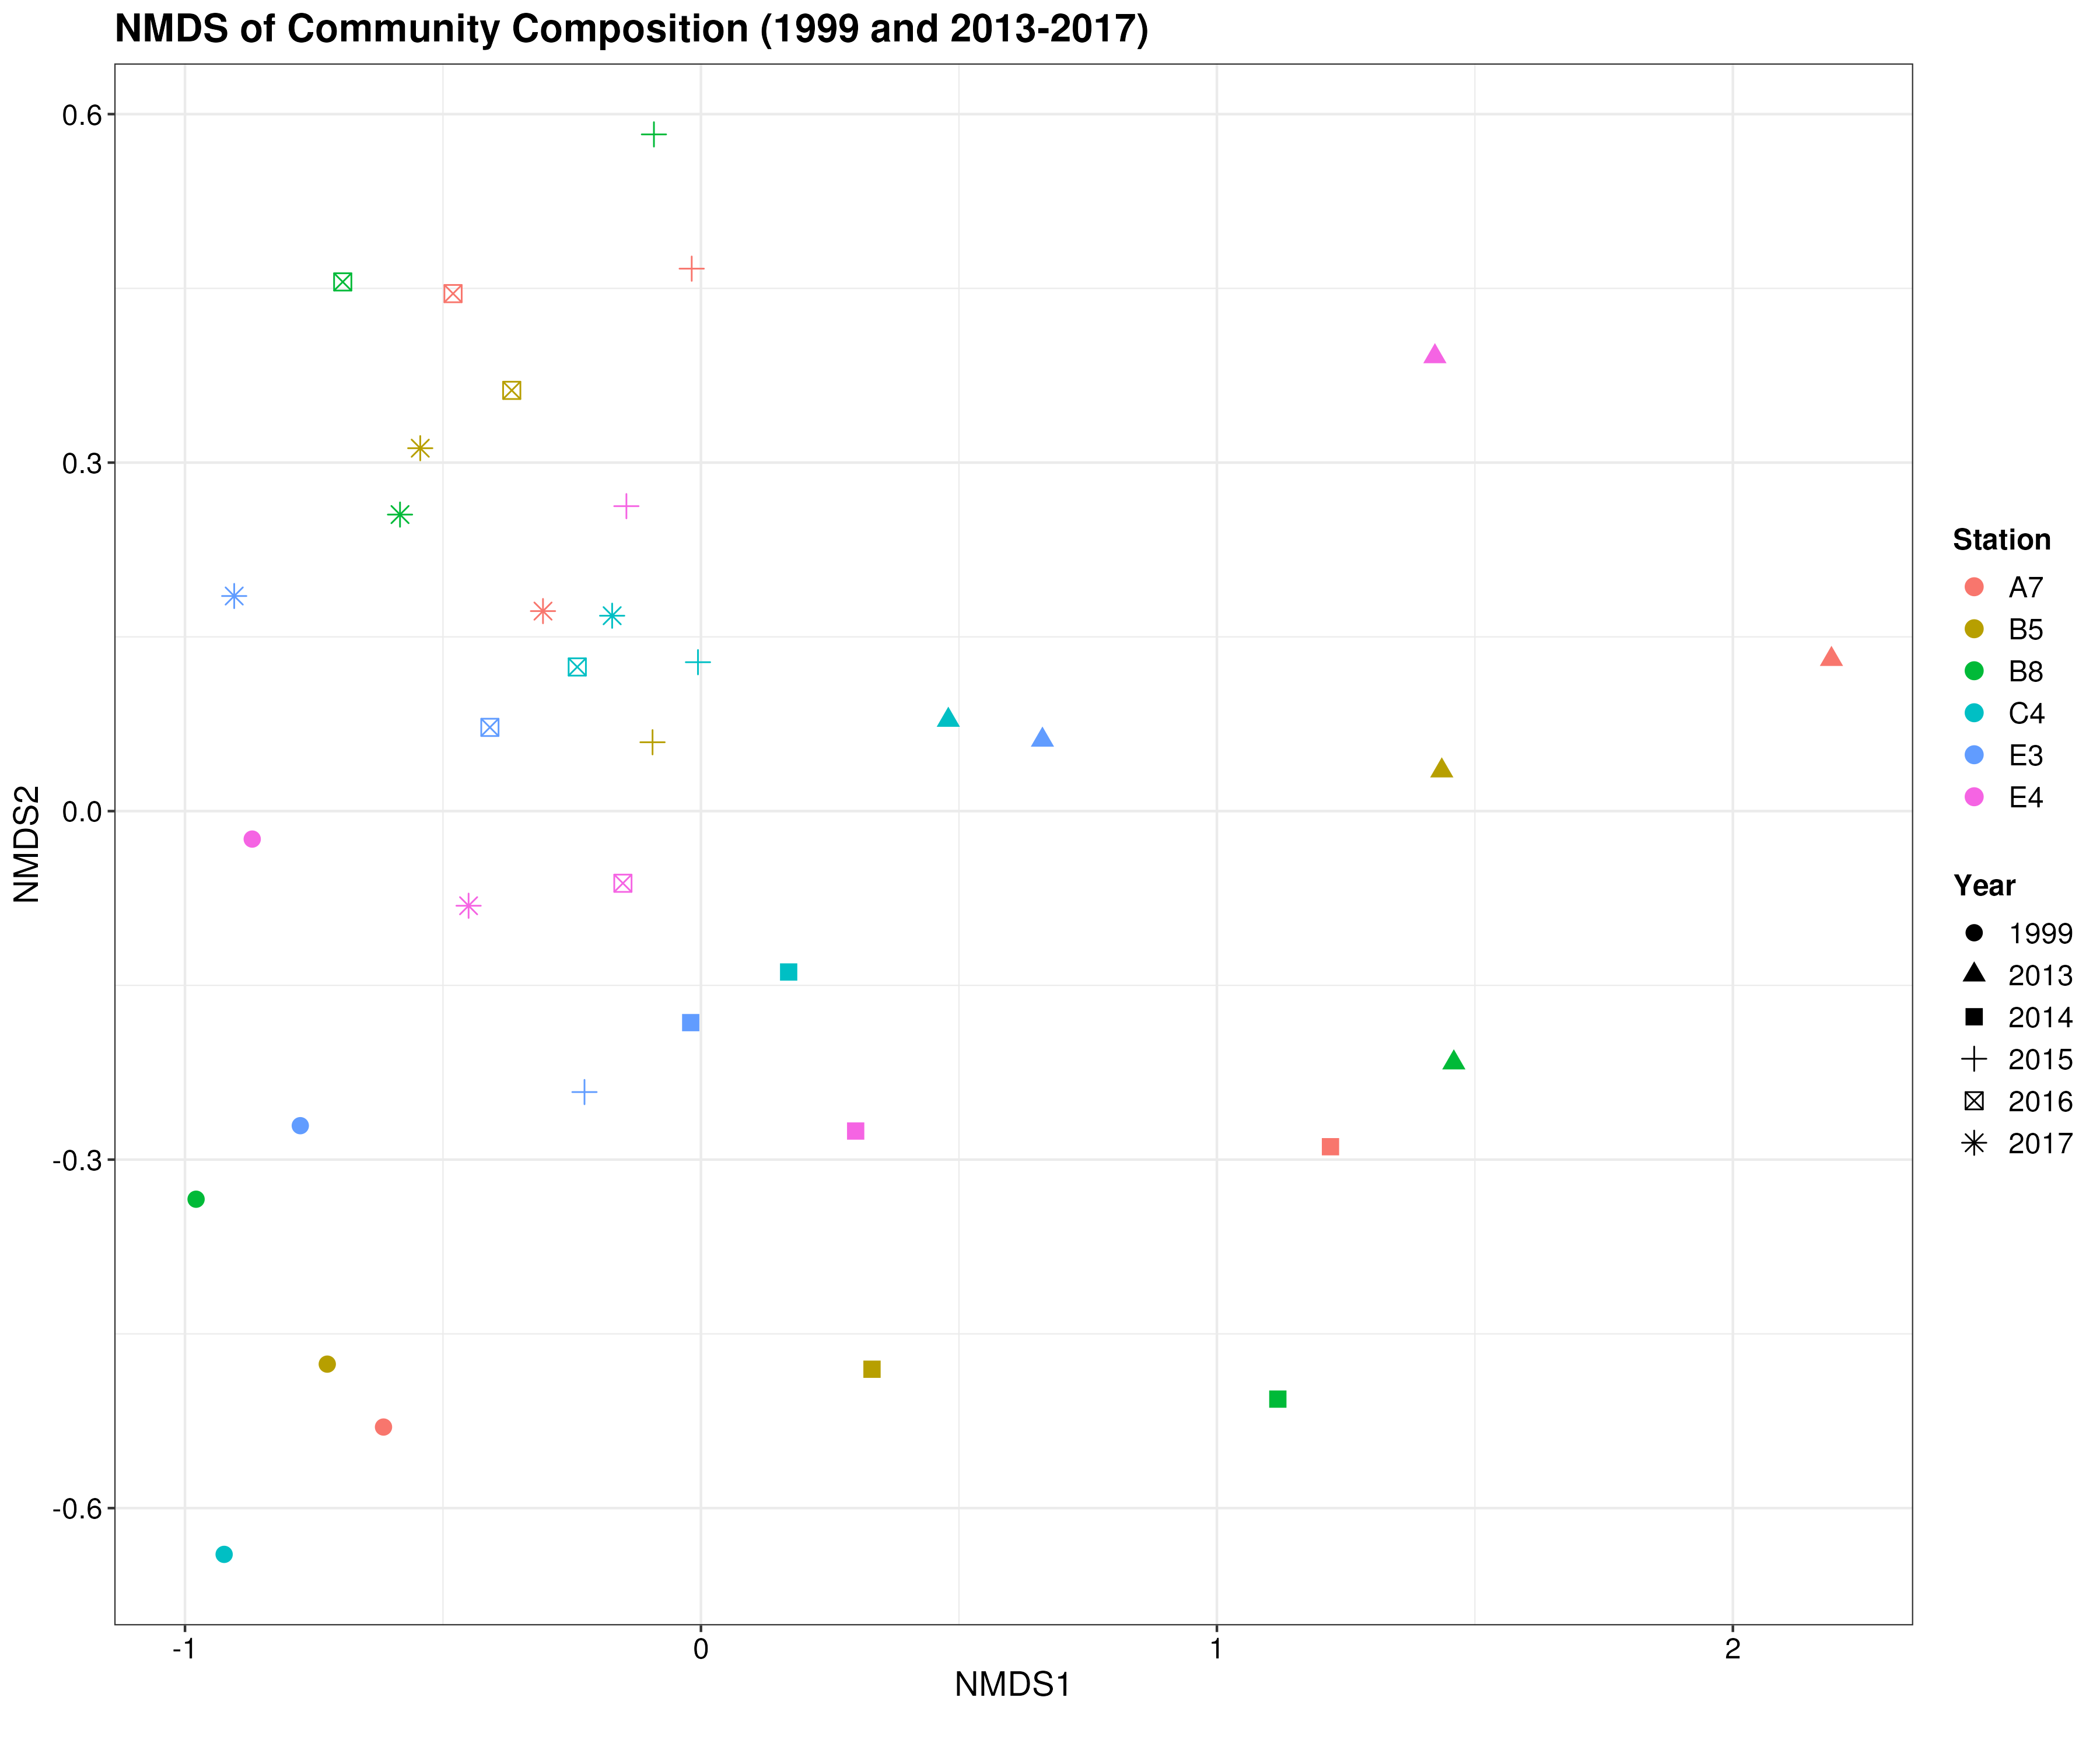 NMDS of Community Composition (1999 and 2013-2017)
0.6
0.3
0.0
-0.3
-0.6
NMDS2
-1
0
1
2
NMDS1
Station
A7
B5
B8
C4
E3
E4
Year
1999
2013
2014
2015
2016
2017